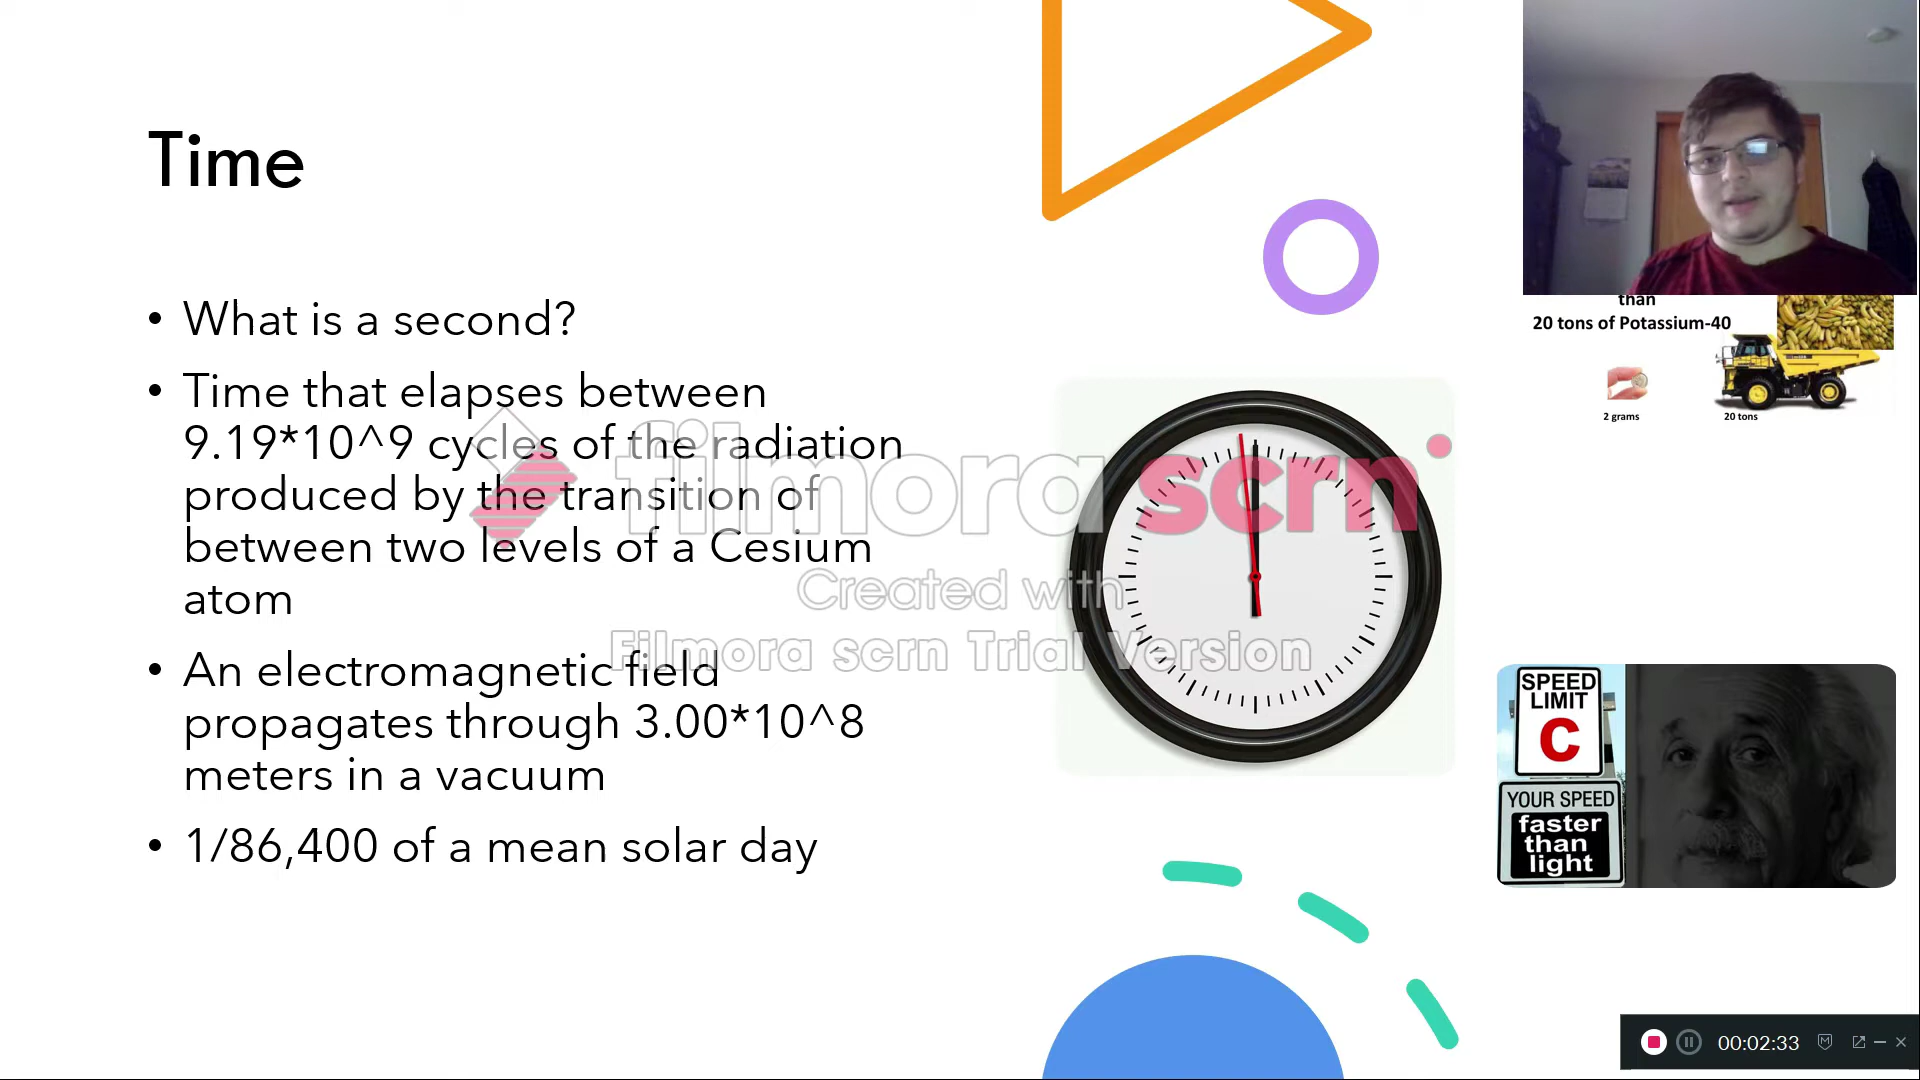 Time
• What is a second?
• Time that elapses between
9.19*10^9 cycles of the radiation
produced by the transition of
between two levels of a Cesium
atom
• An electromagnetic field
propagates through 3.00*10^8
meters in a vacuum
• 1/86,400 of a mean solar day
filmora scrn
Created with
Filmora scrn Trial Version
than
20 tons of Potassium-40
2 grams
20 tons
SPEED
LIMIT
C
YOUR SPEED
faster
than
light
00:02:33